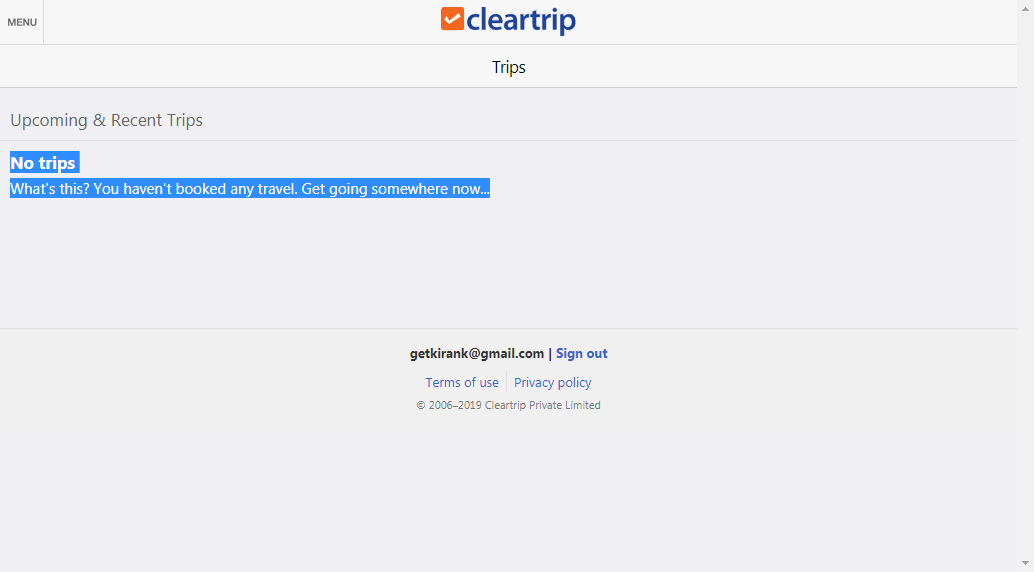 MENU
cleartrip
Trips
Upcoming & Recent Trips
No trips
What's this? You haven't booked any travel. Get going somewhere now...
getkirank@gmail.com | Sign out
Terms of use Privacy policy
© 2006–2019 Cleartrip Private Limited